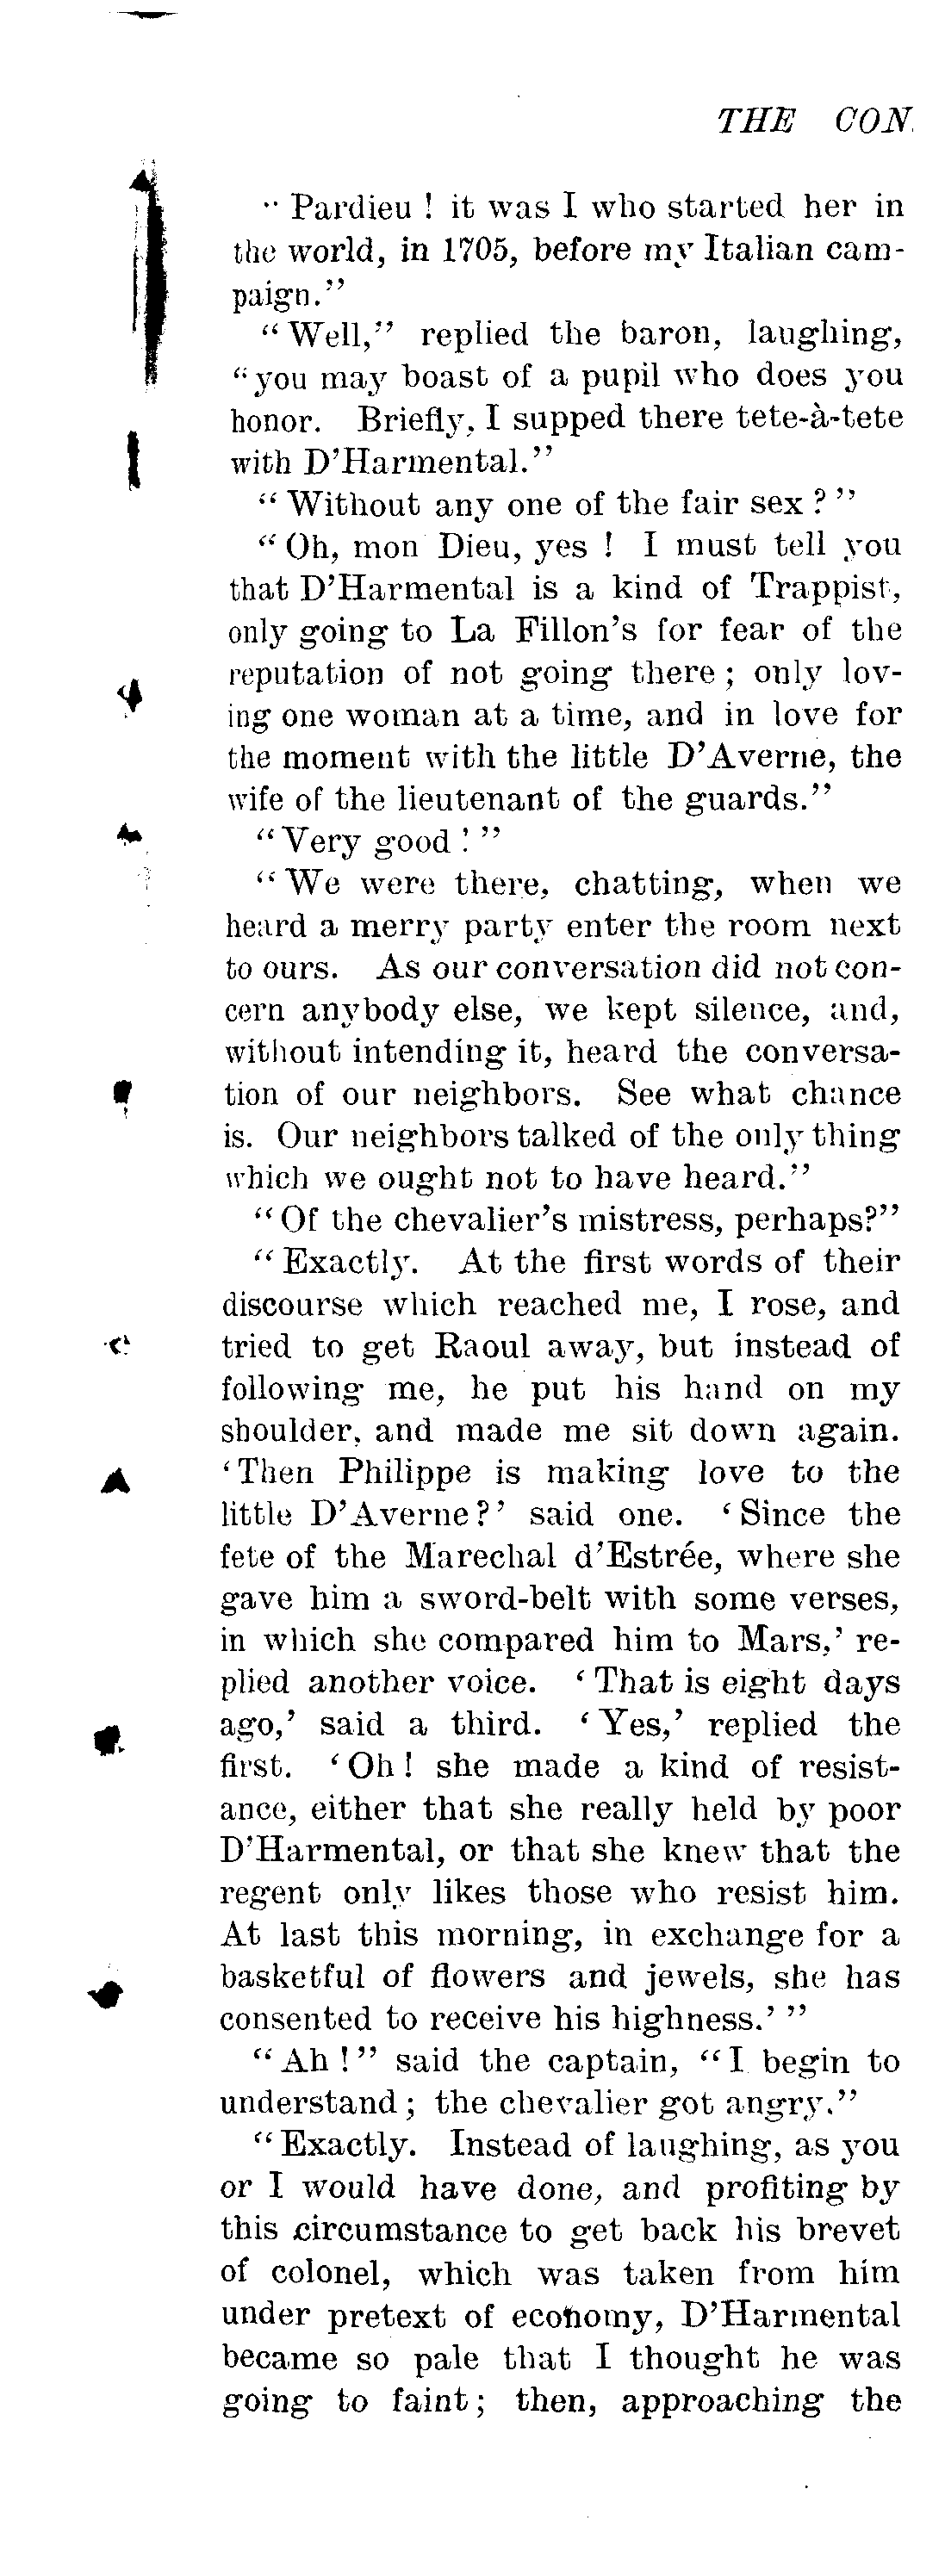 THE CON
"Pardieu ! it was I who started her in
the world, in 1705, before my Italian cam-
paign."
"Well," replied the baron, laughing,
"you may boast of a pupil who does you
honor. Briefly, I supped there tete-à-tete
with D'Harmental."
"Without any one of the fair sex ?"
"Oh, mon Dieu, yes ! I must tell you
that D'Harmental is a kind of Trappist,
only going to La Fillon's for fear of the
reputation of not going there ; only lov-
ing one woman at a time, and in love for
the moment with the little D'Averne, the
wife of the lieutenant of the guards."
"Very good !"
"We were there, chatting, when we
heard a merry party enter the room next
to ours. As our conversation did not con-
cern anybody else, we kept silence, and,
without intending it, heard the conversa-
tion of our neighbors. See what chance
is. Our neighbors talked of the only thing
which we ought not to have heard."
"Of the chevalier's mistress, perhaps?"
"Exactly. At the first words of their
discourse which reached me, I rose, and
tried to get Raoul away, but instead of
following me, he put his hand on my
shoulder, and made me sit down again.
'Then Philippe is making love to the
little D'Averne?' said one. 'Since the
fete of the Marechal d'Estrée, where she
gave him a sword-belt with some verses,
in which she compared him to Mars,' re-
plied another voice. 'That is eight days
ago,' said a third. 'Yes,' replied the
first. 'Oh! she made a kind of resist-
ance, either that she really held by poor
D'Harmental, or that she knew that the
regent only likes those who resist him.
At last this morning, in exchange for a
basketful of flowers and jewels, she has
consented to receive his highness.' "
"Ah !" said the captain, "I begin to
understand ; the chevalier got angry."
"Exactly. Instead of laughing, as you
or I would have done, and profiting by
this circumstance to get back his brevet
of colonel, which was taken from him
under pretext of economy, D'Harmental
became so pale that I thought he was
going to faint ; then, approaching the